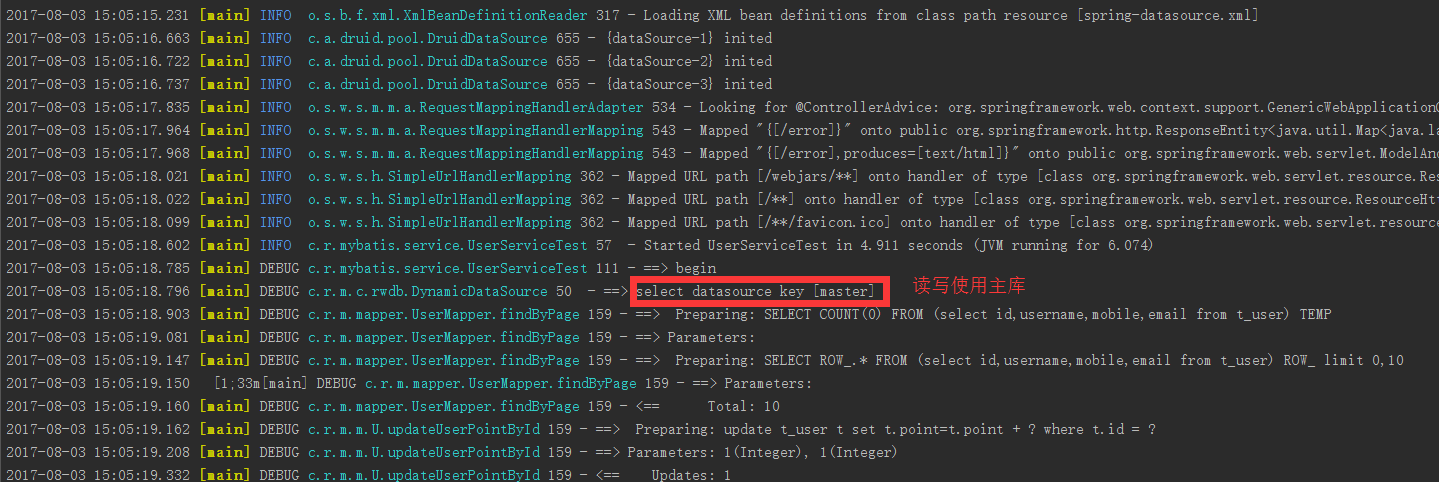 2017-08-03 15:05:15.231 [main] INFO  o.s.b.f.xml.XmlBeanDefinitionReader 317 - Loading XML bean definitions from class path resource [spring-datasource.xml]
2017-08-03 15:05:16.663 [main] INFO  c.a.druid.pool.DruidDataSource 655 - {dataSource-1} inited
2017-08-03 15:05:16.722 [main] INFO  c.a.druid.pool.DruidDataSource 655 - {dataSource-2} inited
2017-08-03 15:05:16.737 [main] INFO  c.a.druid.pool.DruidDataSource 655 - {dataSource-3} inited
2017-08-03 15:05:17.835 [main] INFO  o.s.w.s.m.m.a.RequestMappingHandlerAdapter 534 - Looking for @ControllerAdvice: org.springframework.web.context.support.GenericWebApplicationC
2017-08-03 15:05:17.964 [main] INFO  o.s.w.s.m.m.a.RequestMappingHandlerMapping 543 - Mapped "{[/error]}" onto public org.springframework.http.ResponseEntity<java.util.Map<java.la
2017-08-03 15:05:17.968 [main] INFO  o.s.w.s.m.m.a.RequestMappingHandlerMapping 543 - Mapped "{[/error],produces=[text/html]}" onto public org.springframework.web.servlet.ModelAnd
2017-08-03 15:05:18.021 [main] INFO  o.s.w.s.h.SimpleUrlHandlerMapping 362 - Mapped URL path [/webjars/**] onto handler of type [class org.springframework.web.servlet.resource.Res
2017-08-03 15:05:18.022 [main] INFO  o.s.w.s.h.SimpleUrlHandlerMapping 362 - Mapped URL path [/**] onto handler of type [class org.springframework.web.servlet.resource.ResourceHtt
2017-08-03 15:05:18.099 [main] INFO  o.s.w.s.h.SimpleUrlHandlerMapping 362 - Mapped URL path [/**/favicon.ico] onto handler of type [class org.springframework.web.servlet.resource
2017-08-03 15:05:18.602 [main] INFO  c.r.mybatis.service.UserServiceTest 57  - Started UserServiceTest in 4.911 seconds (JVM running for 6.074)
2017-08-03 15:05:18.785 [main] DEBUG c.r.mybatis.service.UserServiceTest 111 - ==> begin
2017-08-03 15:05:18.796 [main] DEBUG c.r.m.c.rwdb.DynamicDataSource 50  - ==> select datasource key [master] 读写使用主库
2017-08-03 15:05:18.903 [main] DEBUG c.r.m.mapper.UserMapper.findByPage 159 - ==>  Preparing: SELECT COUNT(0) FROM (select id,username,mobile,email from t_user) TEMP
2017-08-03 15:05:19.081 [main] DEBUG c.r.m.mapper.UserMapper.findByPage 159 - ==> Parameters:
2017-08-03 15:05:19.147 [main] DEBUG c.r.m.mapper.UserMapper.findByPage 159 - ==>  Preparing: SELECT ROW_.* FROM (select id,username,mobile,email from t_user) ROW_ limit 0,10
2017-08-03 15:05:19.150  [1;33m[main] DEBUG c.r.m.mapper.UserMapper.findByPage 159 - ==> Parameters:
2017-08-03 15:05:19.160 [main] DEBUG c.r.m.mapper.UserMapper.findByPage 159 - <==      Total: 10
2017-08-03 15:05:19.162 [main] DEBUG c.r.m.m.U.updateUserPointById 159 - ==>  Preparing: update t_user t set t.point=t.point + ? where t.id = ?
2017-08-03 15:05:19.208 [main] DEBUG c.r.m.m.U.updateUserPointById 159 - ==> Parameters: 1(Integer), 1(Integer)
2017-08-03 15:05:19.332 [main] DEBUG c.r.m.m.U.updateUserPointById 159 - <==    Updates: 1